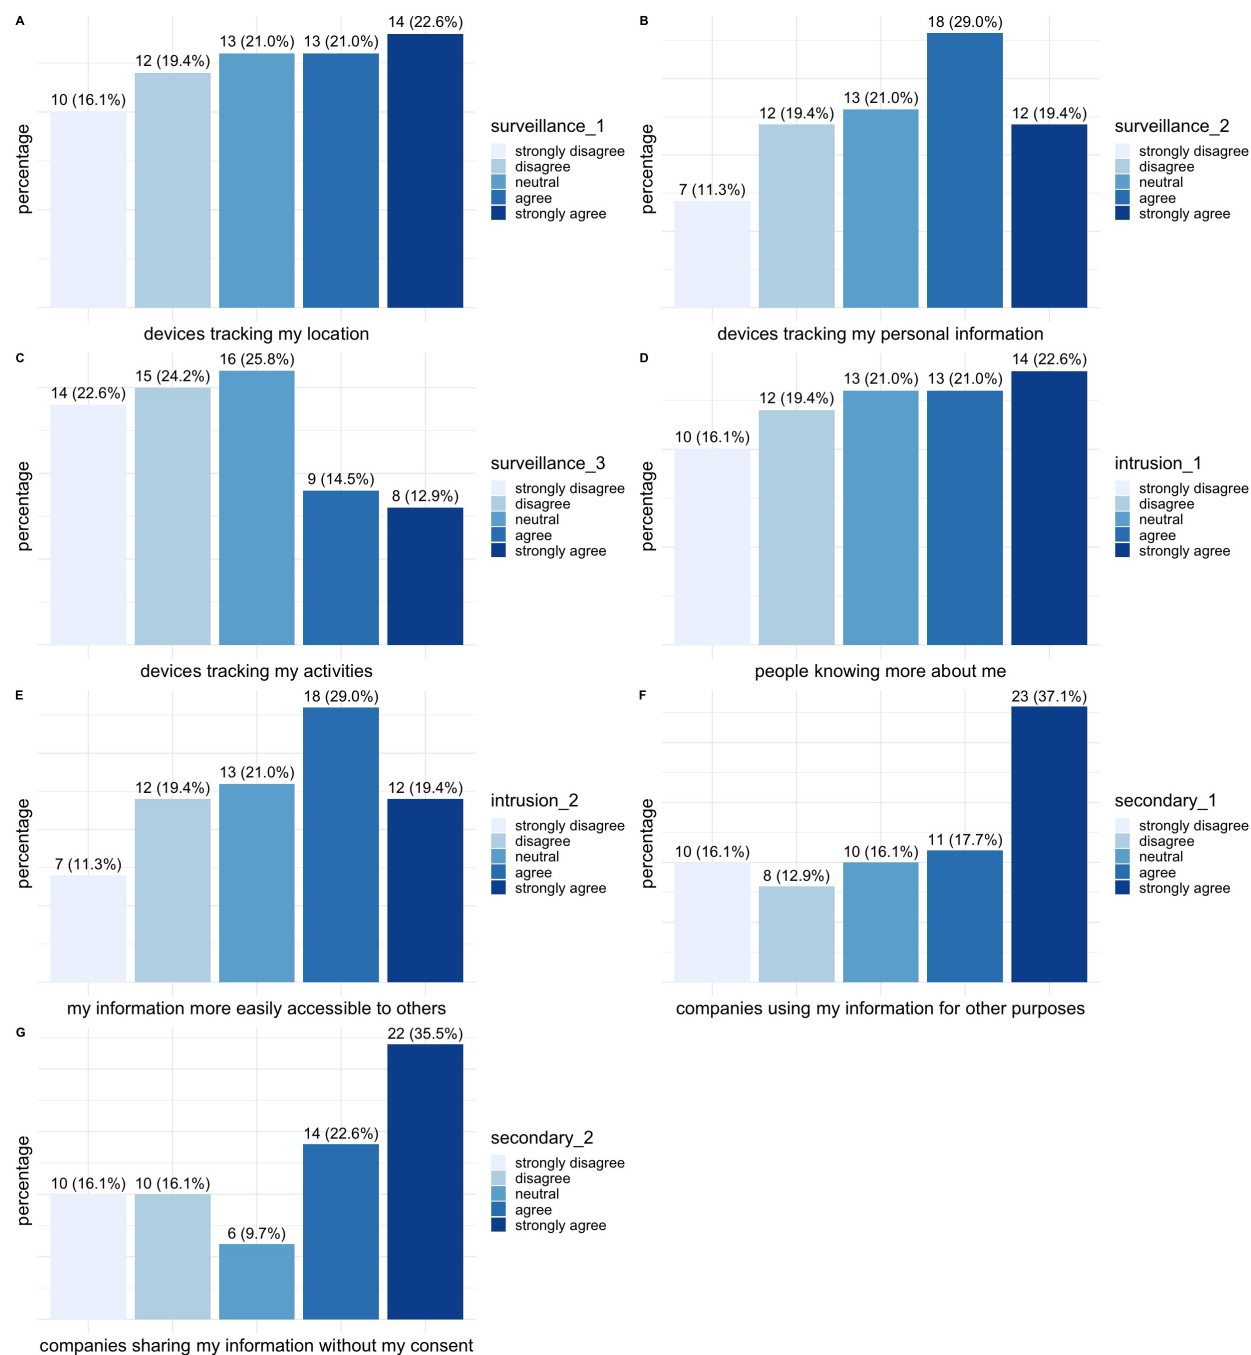 A
10 (16.1%)
12 (19.4%)
13 (21.0%)
13 (21.0%)
14 (22.6%)
percentage
devices tracking my location
surveillance_1
strongly disagree
disagree
neutral
agree
strongly agree
B
7 (11.3%)
12 (19.4%)
13 (21.0%)
18 (29.0%)
12 (19.4%)
percentage
devices tracking my personal information
surveillance_2
strongly disagree
disagree
neutral
agree
strongly agree
C
14 (22.6%)
15 (24.2%)
16 (25.8%)
9 (14.5%)
8 (12.9%)
percentage
devices tracking my activities
surveillance_3
strongly disagree
disagree
neutral
agree
strongly agree
D
10 (16.1%)
12 (19.4%)
13 (21.0%)
13 (21.0%)
14 (22.6%)
percentage
people knowing more about me
intrusion_1
strongly disagree
disagree
neutral
agree
strongly agree
E
7 (11.3%)
12 (19.4%)
13 (21.0%)
18 (29.0%)
12 (19.4%)
percentage
my information more easily accessible to others
intrusion_2
strongly disagree
disagree
neutral
agree
strongly agree
F
10 (16.1%)
8 (12.9%)
10 (16.1%)
11 (17.7%)
23 (37.1%)
percentage
companies using my information for other purposes
secondary_1
strongly disagree
disagree
neutral
agree
strongly agree
G
10 (16.1%)
10 (16.1%)
6 (9.7%)
14 (22.6%)
22 (35.5%)
percentage
companies sharing my information without my consent
secondary_2
strongly disagree
disagree
neutral
agree
strongly agree